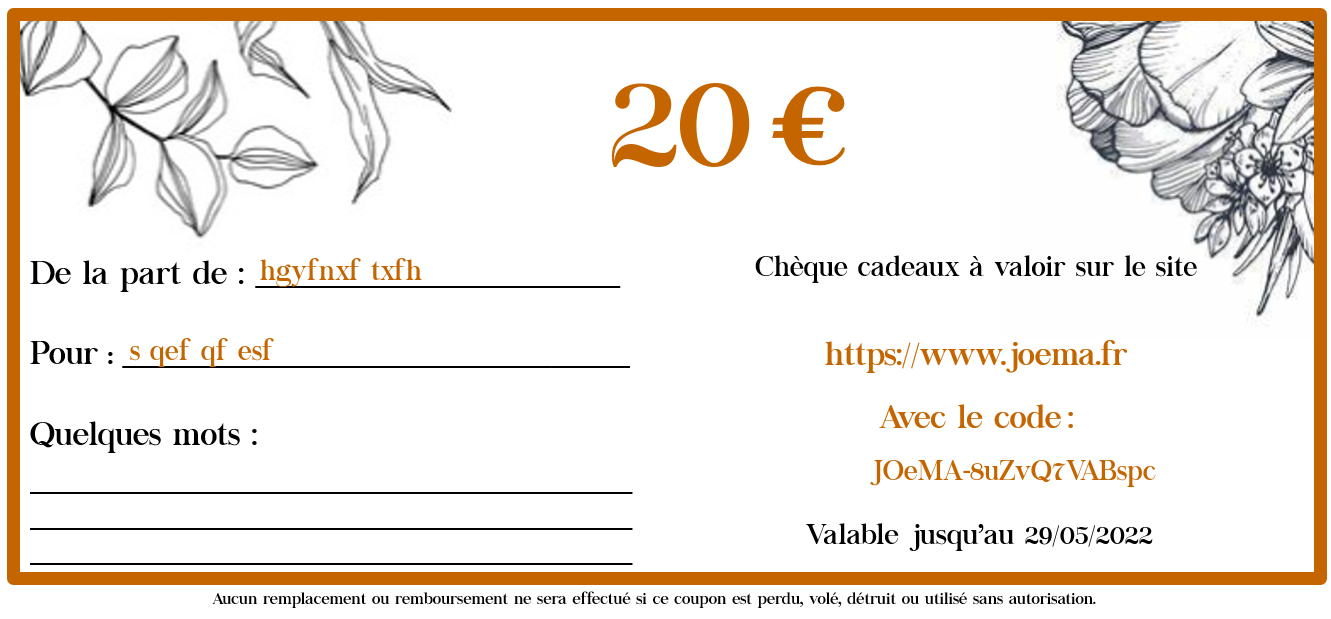 20 €
De la part de : hgyfnxf txfh
Pour : s qef qf esf
Quelques mots :
Chèque cadeaux à valoir sur le site
https://www.joema.fr
Avec le code :
JOeMA-8uZvQ7VABspc
Valable jusqu'au 29/05/2022
Aucun remplacement ou remboursement ne sera effectué si ce coupon est perdu, volé, détruit ou utilisé sans autorisation.